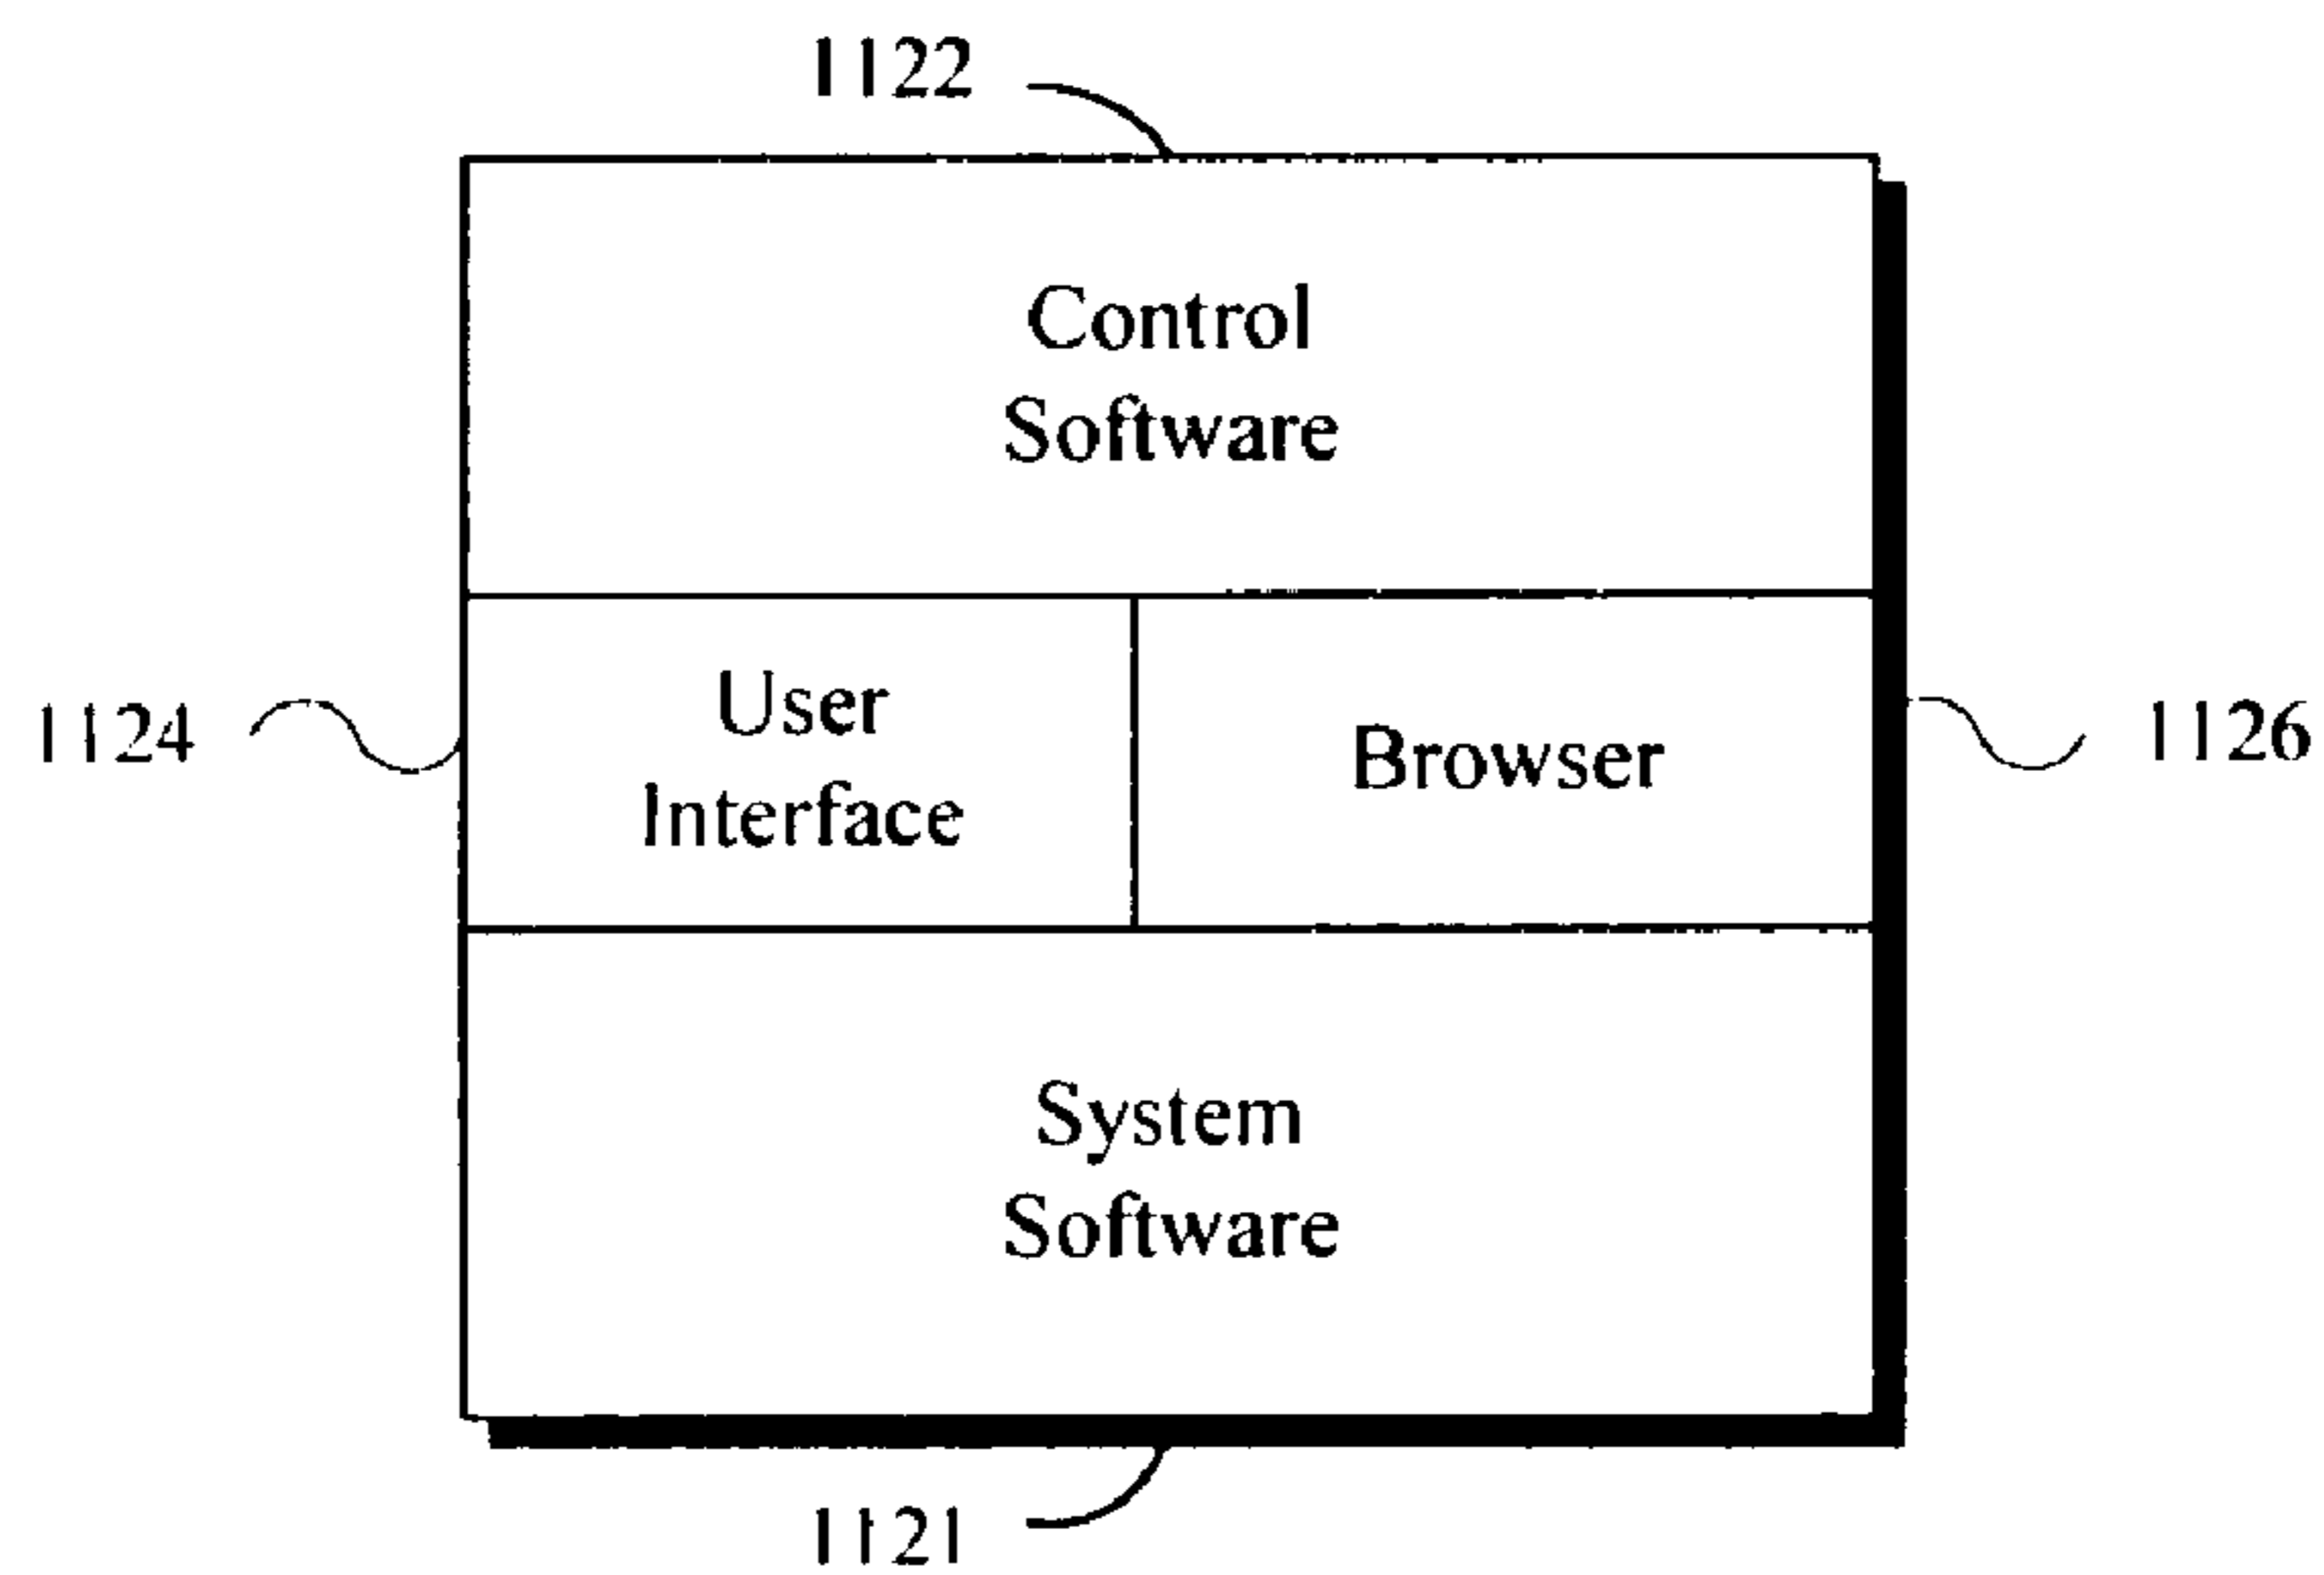 1122
Control
Software
1124
User
Interface
Browser
1126
System
Software
1121